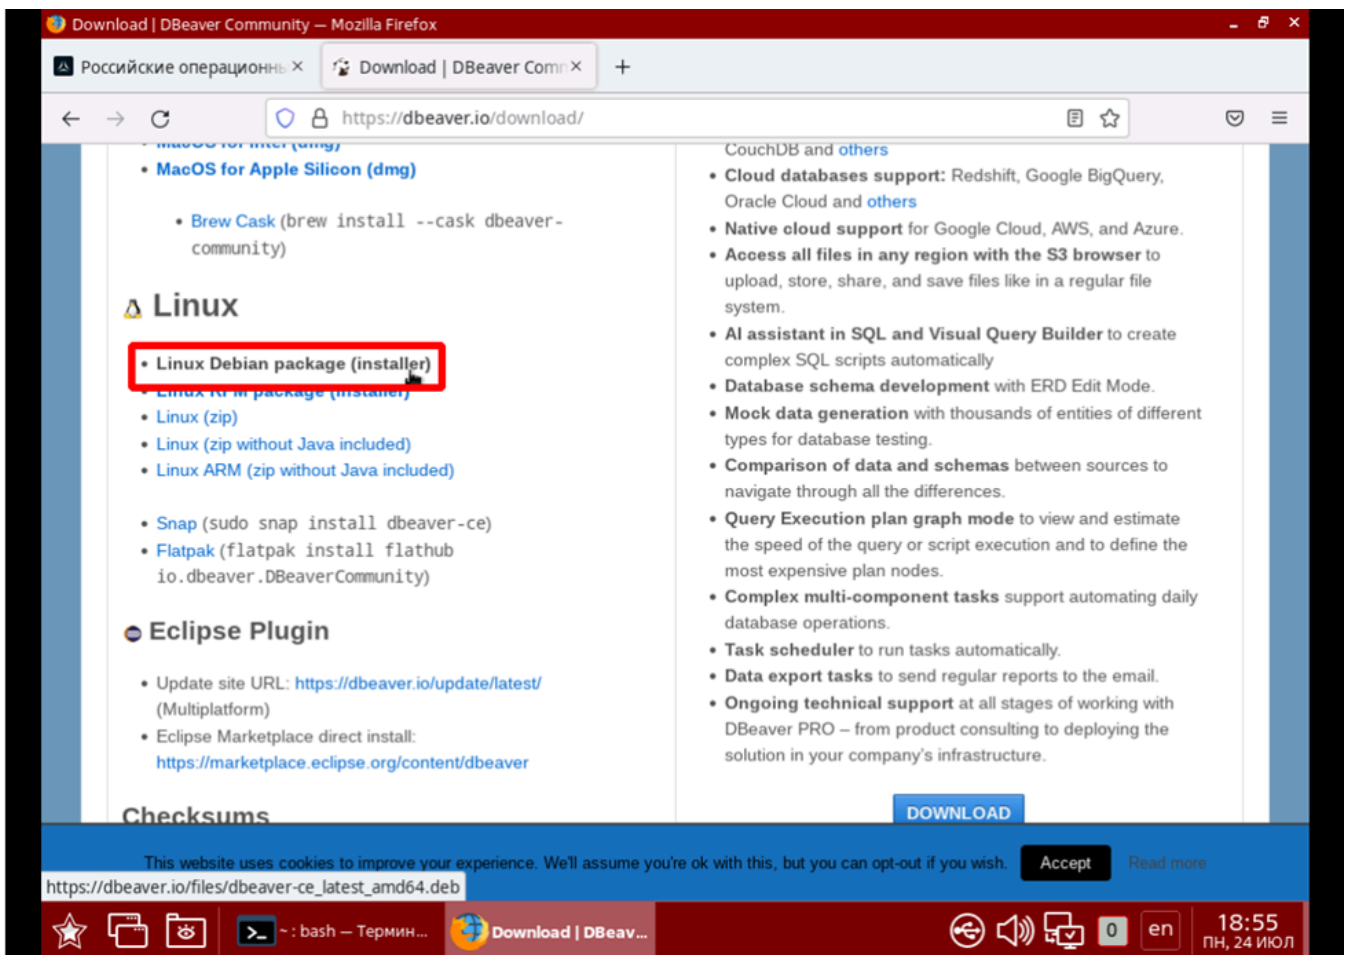 Download | DBeaver Community — Mozilla Firefox
Российские операционнь
Download | DBeaver Comm
https://dbeaver.io/download/
MacOS for Intel (dmg)
MacOS for Apple Silicon (dmg)
Brew Cask (brew install --cask dbeaver-
community)
Linux
Linux Debian package (installer)
Linux RPM package (installer)
Linux (zip)
Linux (zip without Java included)
Linux ARM (zip without Java included)
Snap (sudo snap install dbeaver-ce)
Flatpak (flatpak install flathub
io.dbeaver.DBeaverCommunity)
Eclipse Plugin
Update site URL: https://dbeaver.io/update/latest/
(Multiplatform)
Eclipse Marketplace direct install:
https://marketplace.eclipse.org/content/dbeaver
Checksums
CouchDB and others
Cloud databases support: Redshift, Google BigQuery,
Oracle Cloud and others
Native cloud support for Google Cloud, AWS, and Azure.
Access all files in any region with the S3 browser to
upload, store, share, and save files like in a regular file
system.
AI assistant in SQL and Visual Query Builder to create
complex SQL scripts automatically
Database schema development with ERD Edit Mode.
Mock data generation with thousands of entities of different
types for database testing.
Comparison of data and schemas between sources to
navigate through all the differences.
Query Execution plan graph mode to view and estimate
the speed of the query or script execution and to define the
most expensive plan nodes.
Complex multi-component tasks support automating daily
database operations.
Task scheduler to run tasks automatically.
Data export tasks to send regular reports to the email.
Ongoing technical support at all stages of working with
DBeaver PRO – from product consulting to deploying the
solution in your company's infrastructure.
DOWNLOAD
This website uses cookies to improve your experience. We'll assume you're ok with this, but you can opt-out if you wish.
Accept
Read more
https://dbeaver.io/files/dbeaver-ce_latest_amd64.deb
~ : bash — Термин...
Download | DBeav...
0
en
18:55
ПН, 24 ИЮЛ